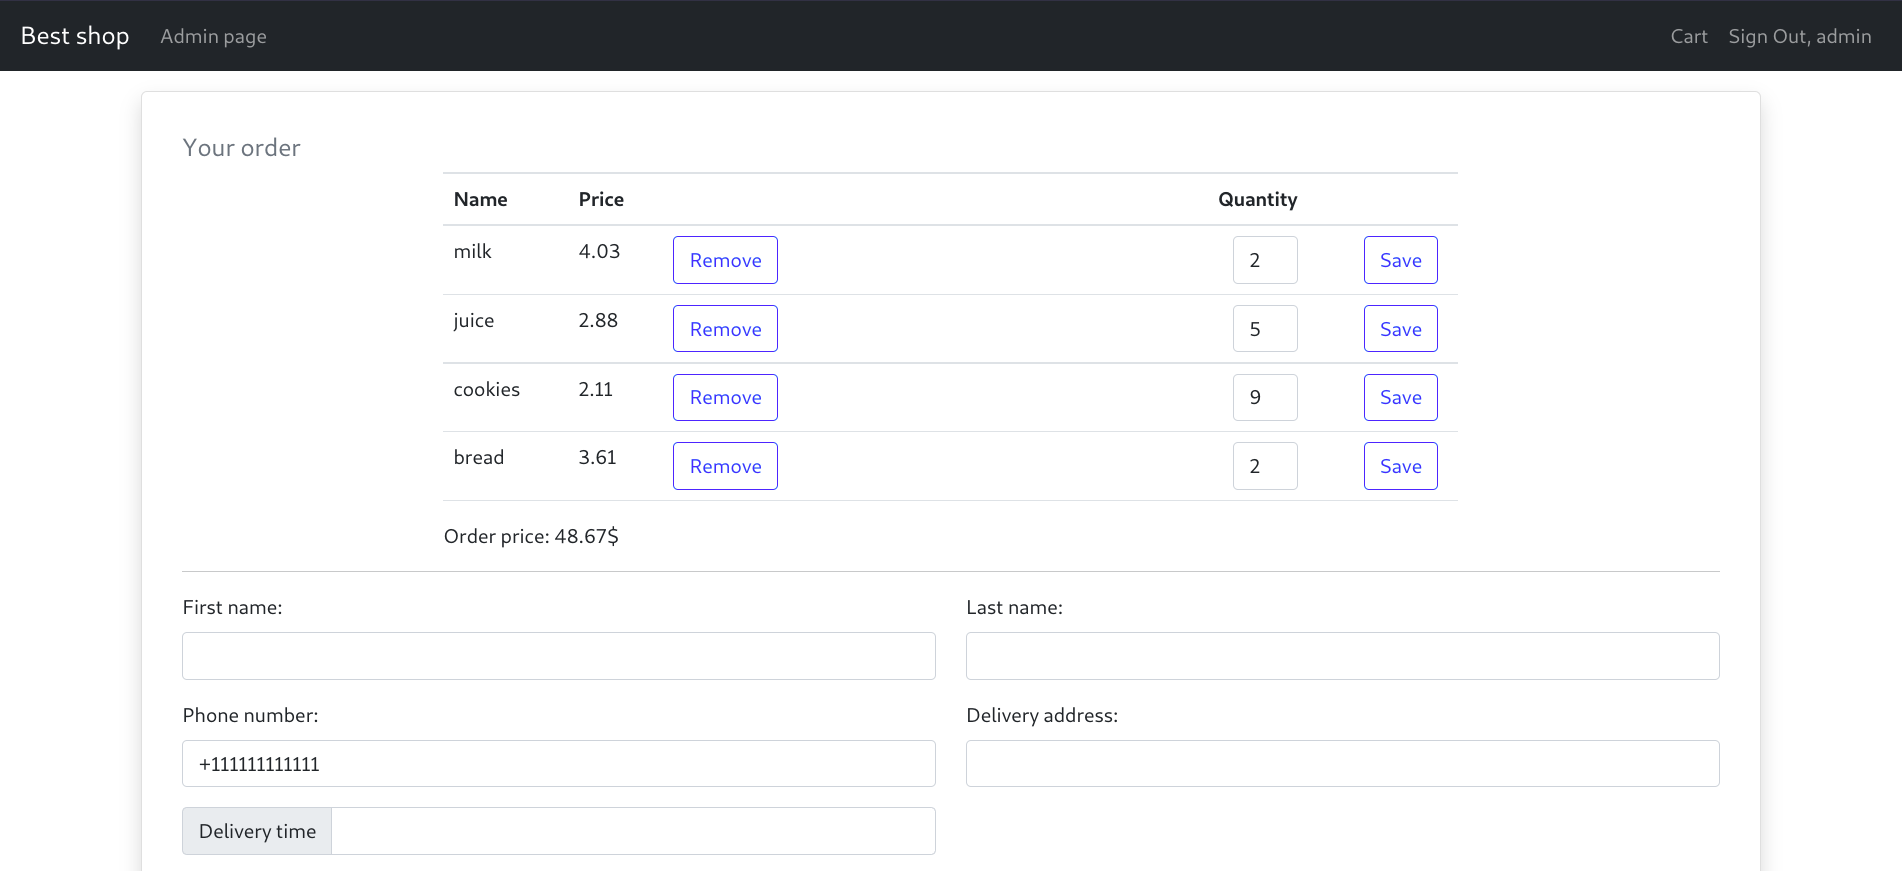 Best shop Admin page Cart Sign Out, admin
Your order
Name Price Quantity
milk 4.03 Remove 2 Save
juice 2.88 Remove 5 Save
cookies 2.11 Remove 9 Save
bread 3.61 Remove 2 Save
Order price: 48.67$
First name: Last name:
Phone number: Delivery address:
+111111111111
Delivery time